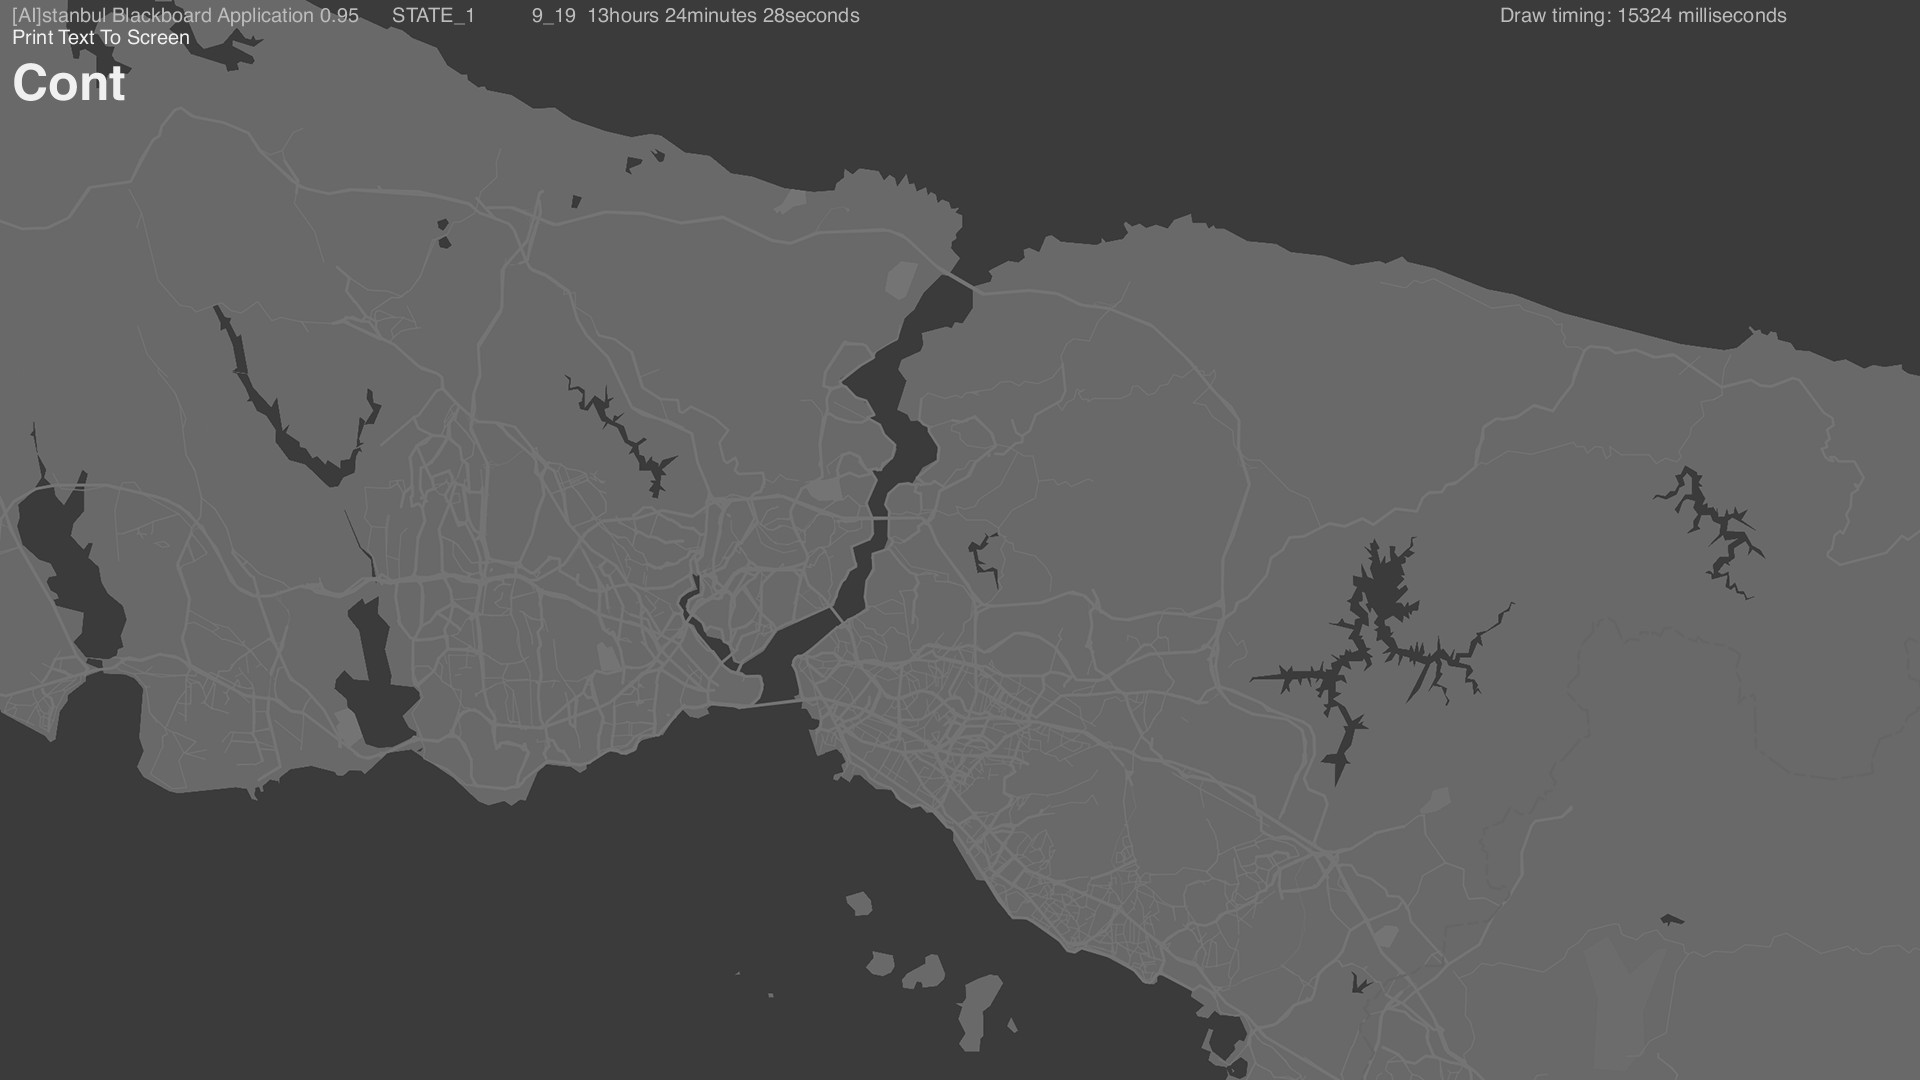 [AI]stanbul Blackboard Application 0.95 STATE_1 9_19 13hours 24minutes 28seconds Draw timing: 15324 milliseconds
Print Text To Screen
Cont